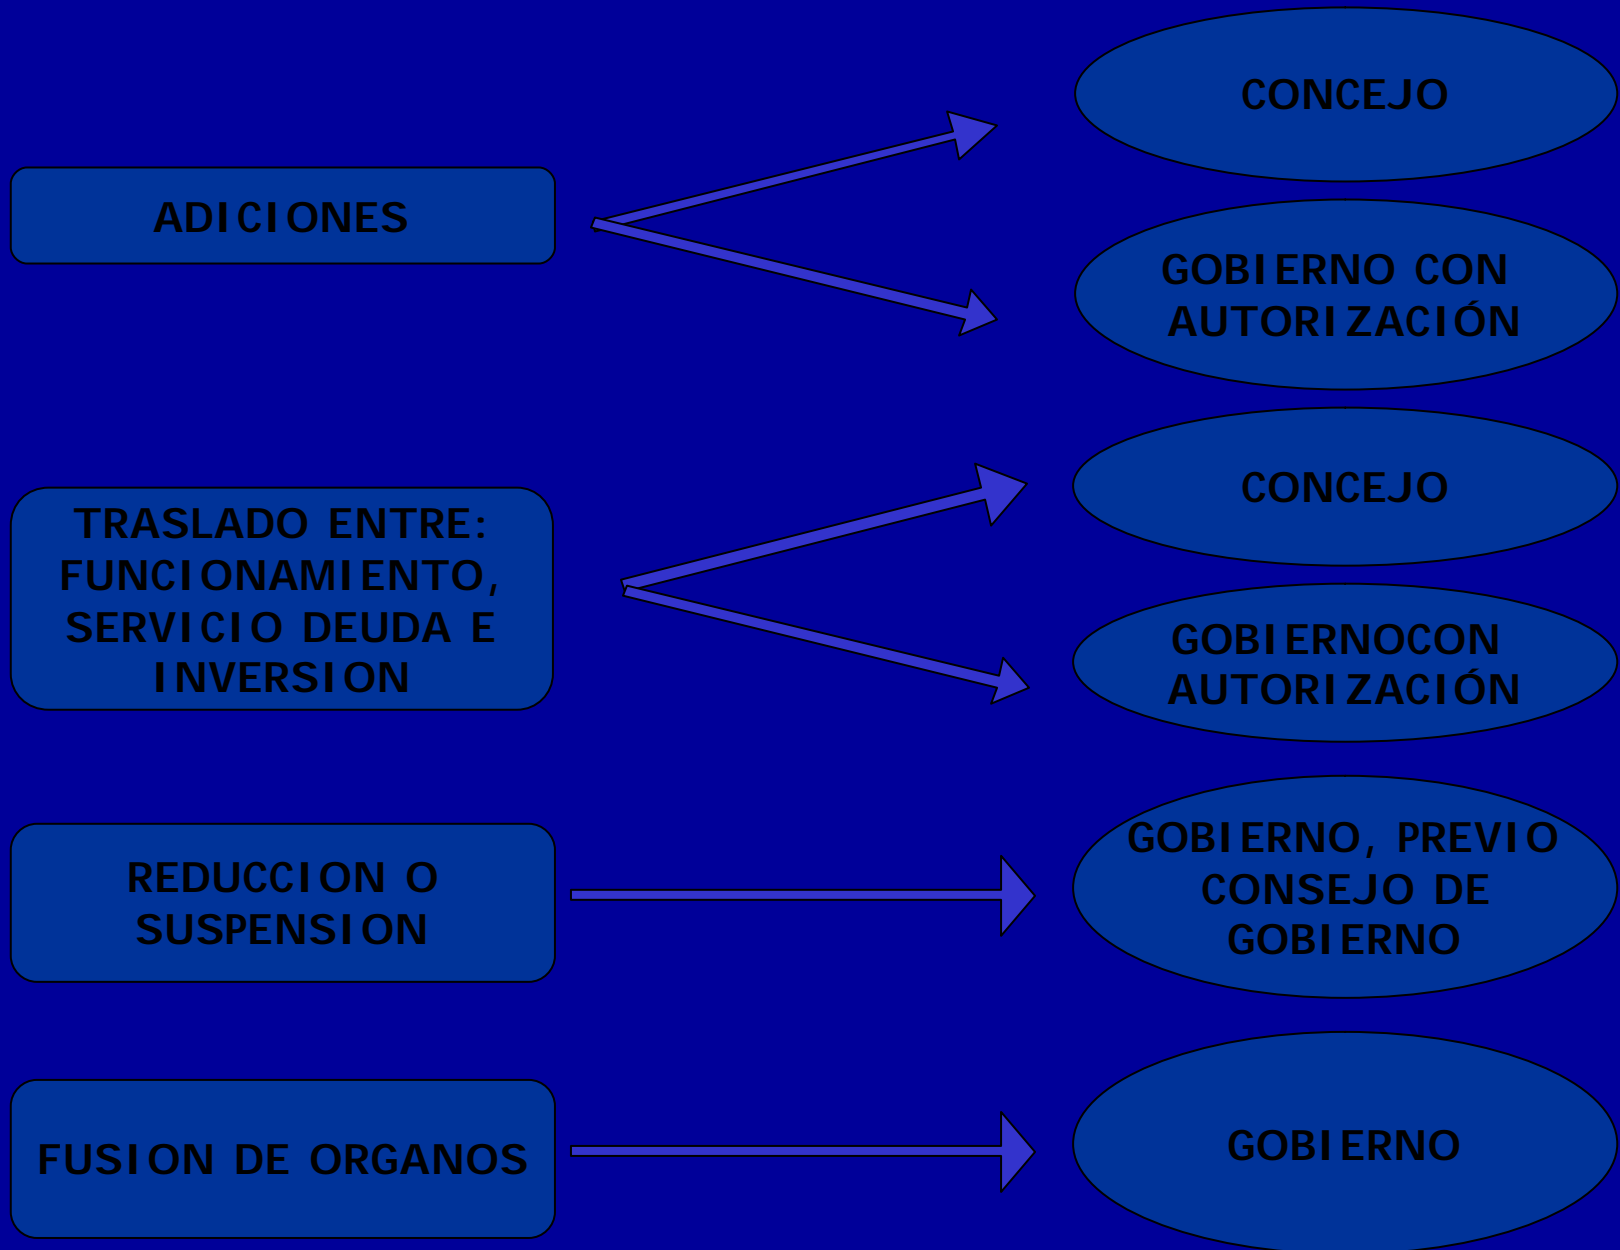 ADICIONES
CONCEJO
GOBIERNO CON
AUTORIZACIÓN
TRASLADO ENTRE:
FUNCIONAMIENTO,
SERVICIO DEUDA E
INVERSION
CONCEJO
GOBIERNOCON
AUTORIZACIÓN
REDUCCION O
SUSPENSION
GOBIERNO, PREVIO
CONSEJO DE
GOBIERNO
FUSION DE ORGANOS
GOBIERNO